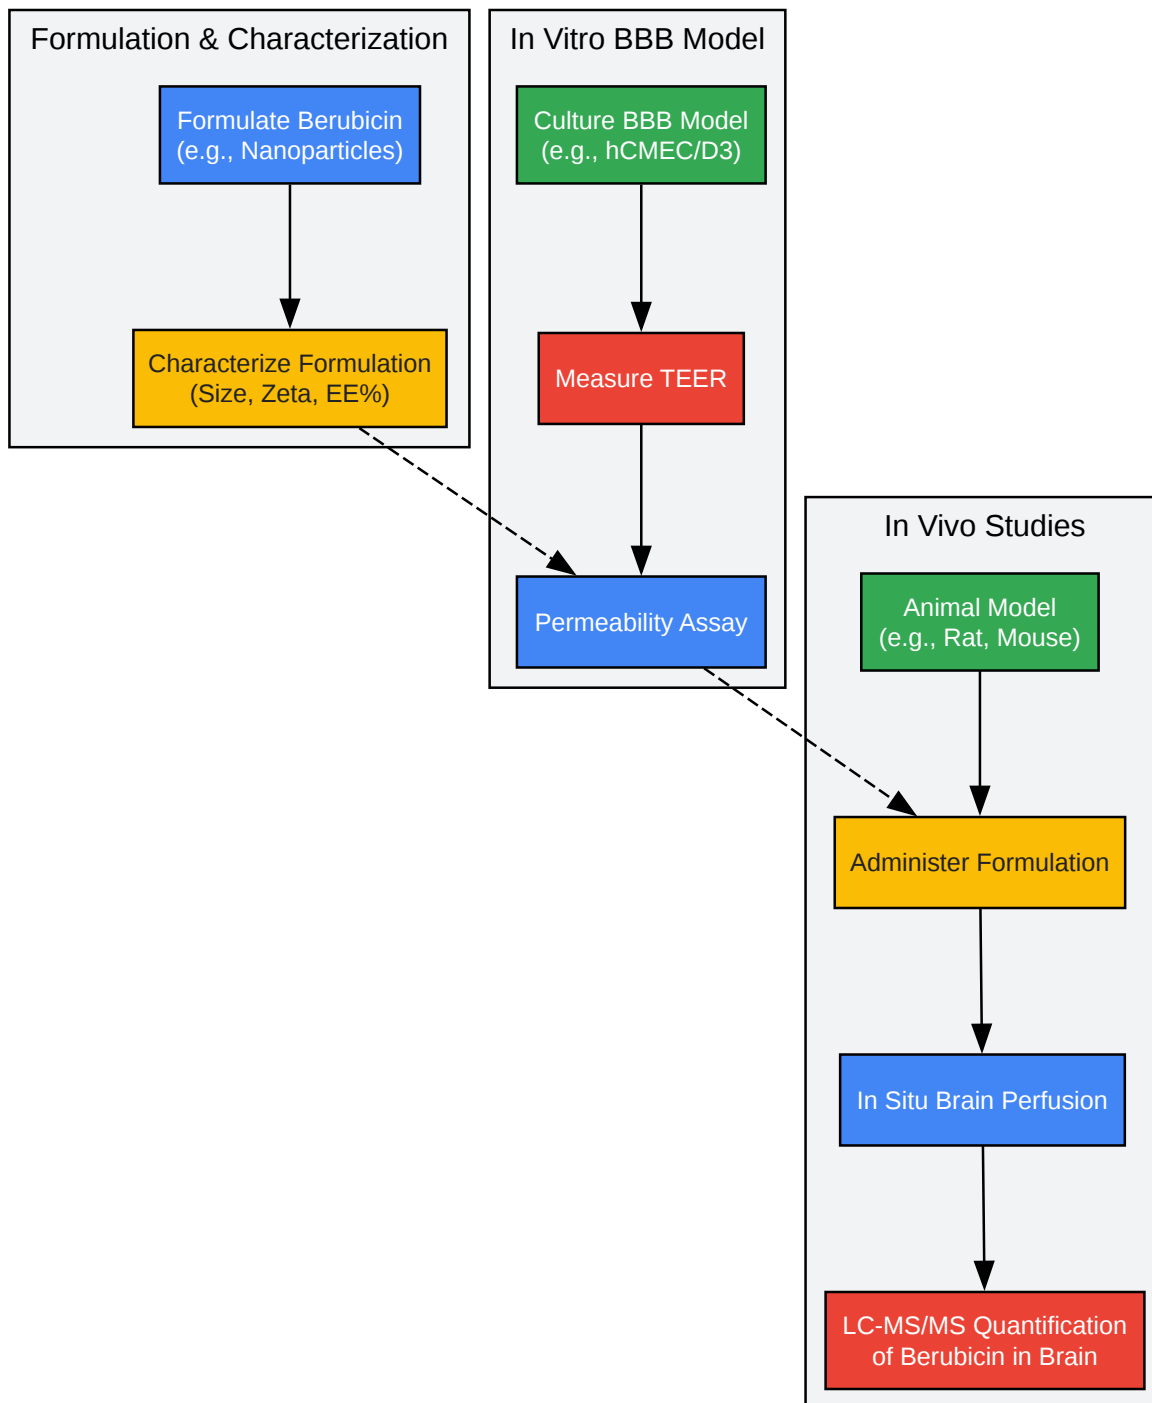 Formulation & Characterization
Formulate Berubicin
(e.g., Nanoparticles)
Characterize Formulation
(Size, Zeta, EE%)
In Vitro BBB Model
Culture BBB Model
(e.g., hCMEC/D3)
Measure TEER
Permeability Assay
In Vivo Studies
Animal Model
(e.g., Rat, Mouse)
Administer Formulation
In Situ Brain Perfusion
LC-MS/MS Quantification
of Berubicin in Brain